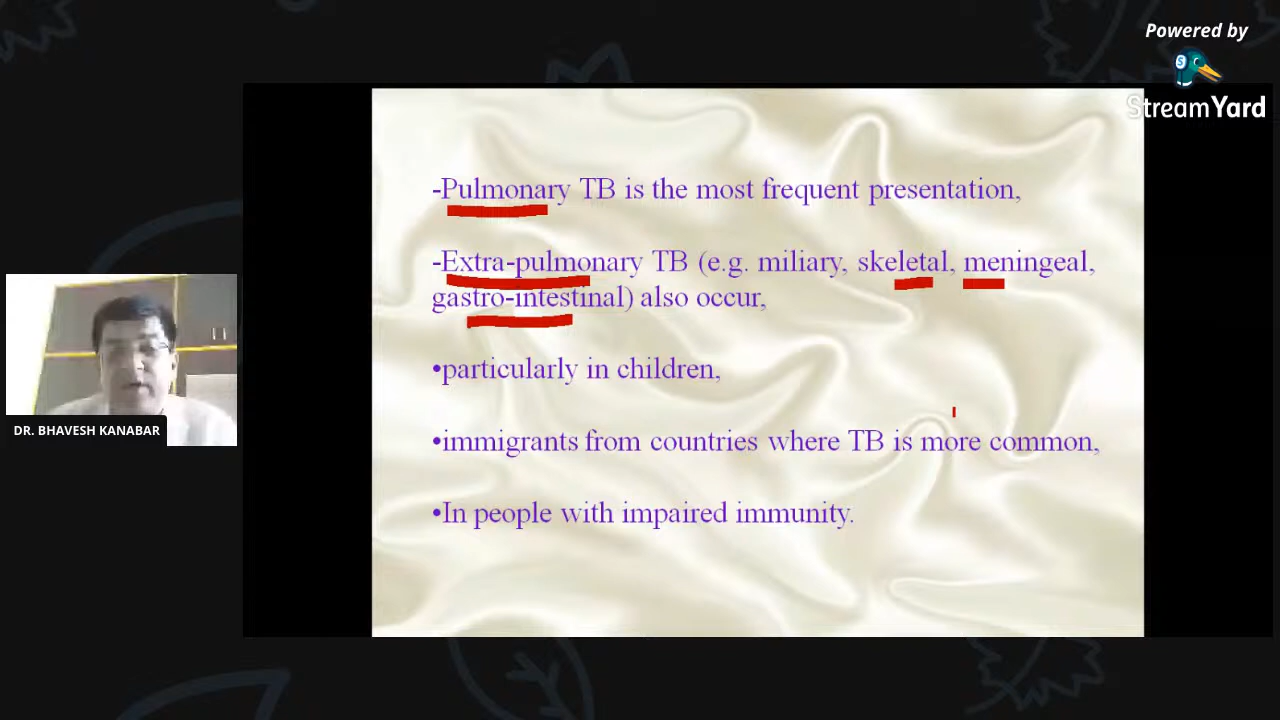 Powered by
StreamYard
-Pulmonary TB is the most frequent presentation,
-Extra-pulmonary TB (e.g. miliary, skeletal, meningeal,
gastro-intestinal) also occur,
•particularly in children,
•immigrants from countries where TB is more common,
•In people with impaired immunity.
DR. BHAVESH KANABAR